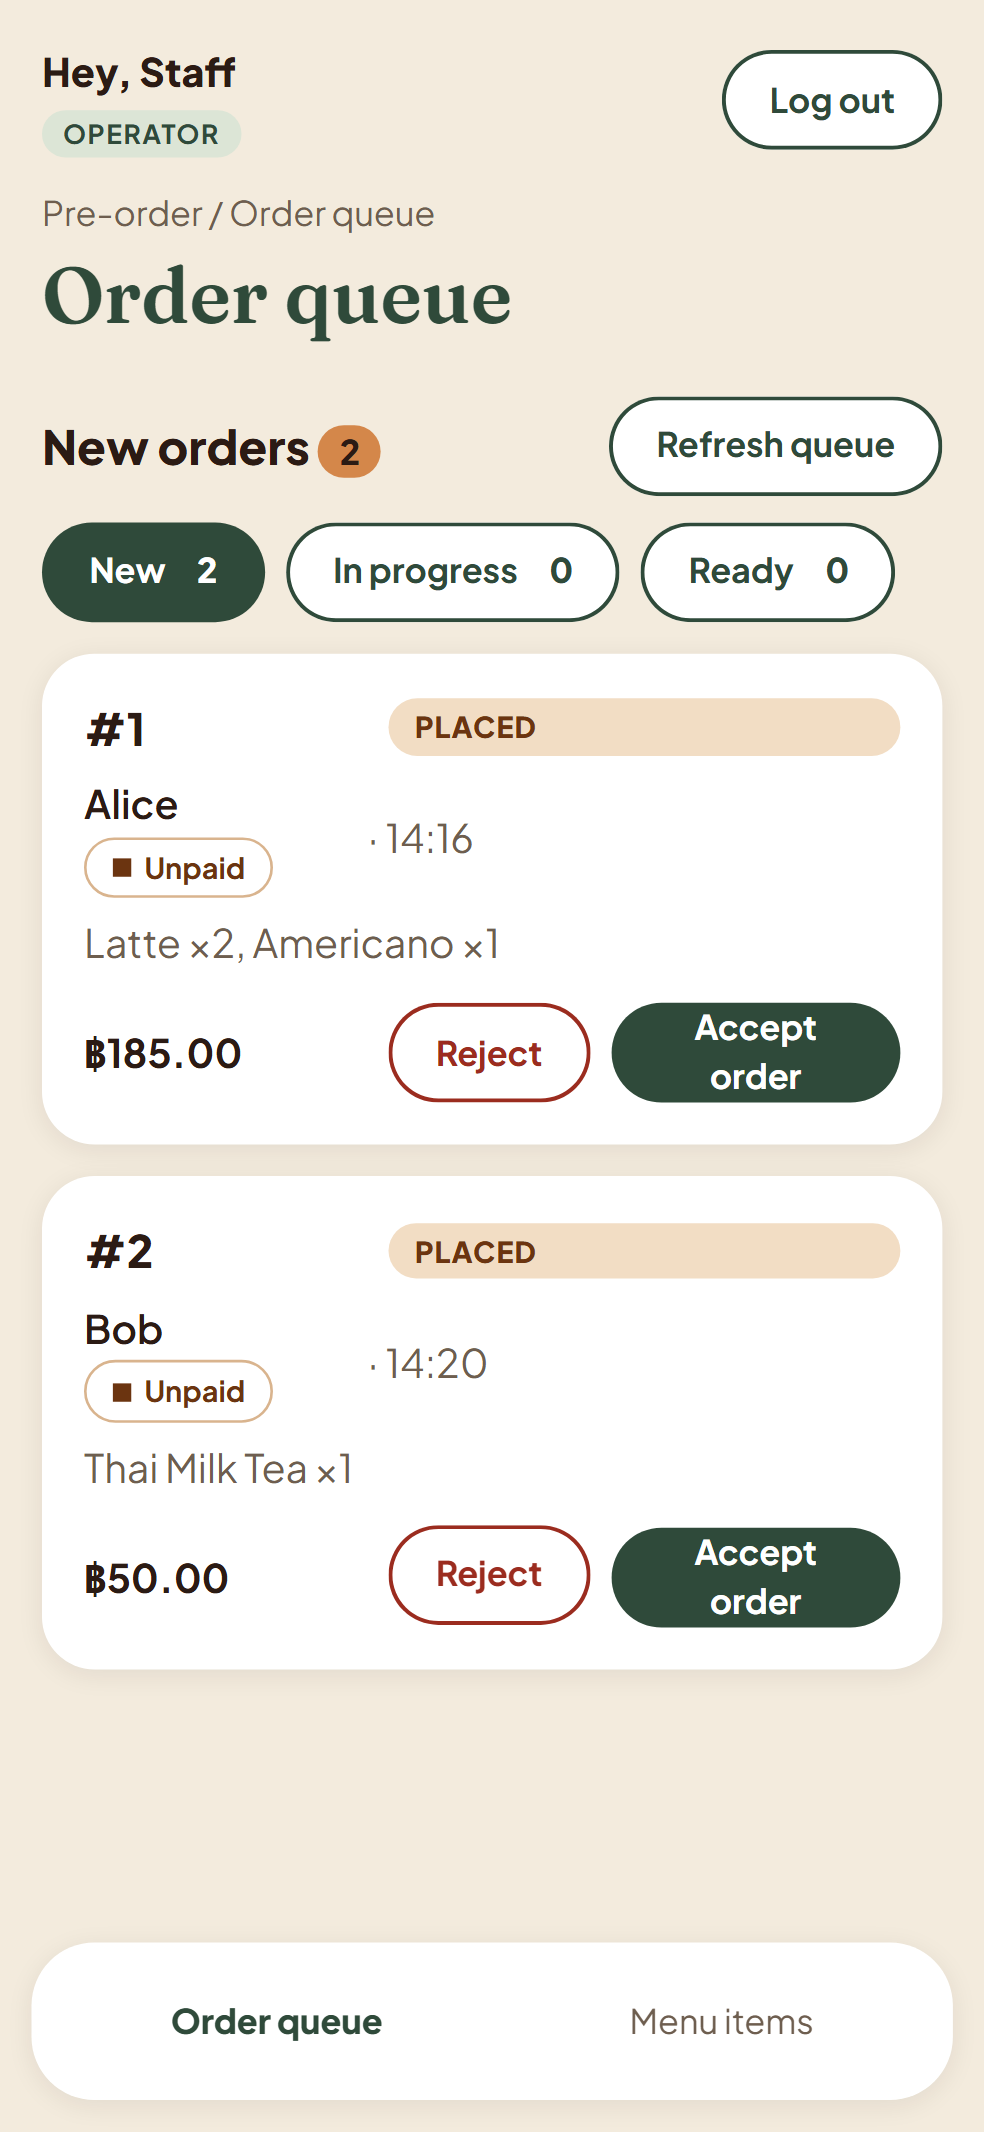 Hey, Staff
Log out
OPERATOR
Pre-order / Order queue
Order queue
New orders 2
Refresh queue
New 2
In progress 0
Ready 0
#1
PLACED
Alice
Unpaid
· 14:16
Latte ×2, Americano ×1
฿185.00
Reject
Accept
order
#2
PLACED
Bob
Unpaid
· 14:20
Thai Milk Tea ×1
฿50.00
Reject
Accept
order
Order queue
Menu items